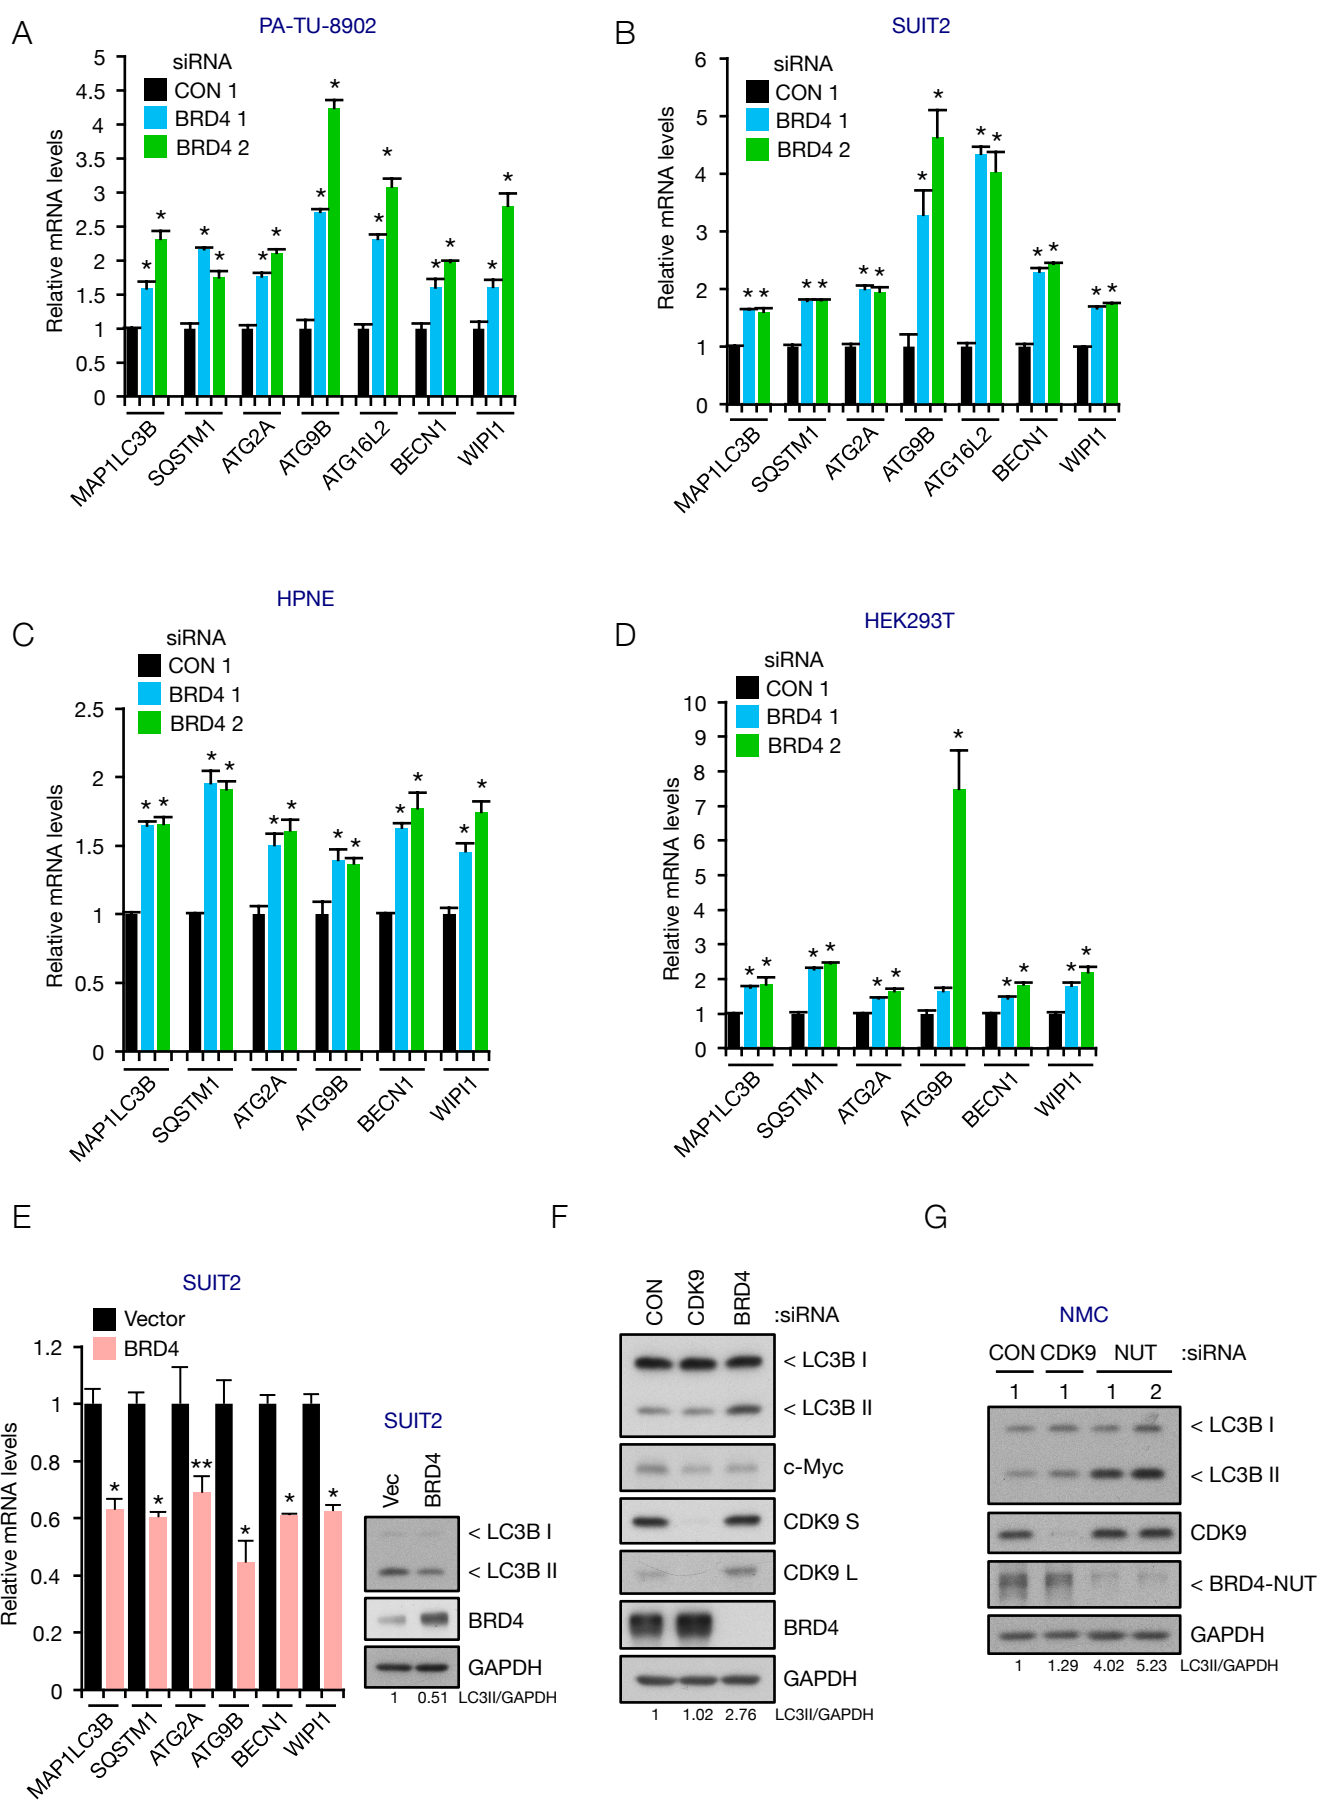 A
PA-TU-8902
siRNA
CON 1
BRD4 1
BRD4 2
Relative mRNA levels
5
4.5
4
3.5
3
2.5
2
1.5
1
0.5
0
* * * * * * * * * * * * * *
MAP1LC3B SQSTM1 ATG2A ATG9B ATG16L2 BECN1 WIPI1
B
SUIT2
siRNA
CON 1
BRD4 1
BRD4 2
Relative mRNA levels
6
5
4
3
2
1
0
* * * * * * * * * * * * * *
MAP1LC3B SQSTM1 ATG2A ATG9B ATG16L2 BECN1 WIPI1
C
HPNE
siRNA
CON 1
BRD4 1
BRD4 2
Relative mRNA levels
2.5
2
1.5
1
0.5
0
* * * * * * * * * * * *
MAP1LC3B SQSTM1 ATG2A ATG9B BECN1 WIPI1
D
HEK293T
siRNA
CON 1
BRD4 1
BRD4 2
Relative mRNA levels
10
9
8
7
6
5
4
3
2
1
0
* * * * * * * * * * *
MAP1LC3B SQSTM1 ATG2A ATG9B BECN1 WIPI1
E
SUIT2
Vector
BRD4
Relative mRNA levels
1.2
1
0.8
0.6
0.4
0.2
0
* * ** * * *
MAP1LC3B SQSTM1 ATG2A ATG9B BECN1 WIPI1
SUIT2
Vec BRD4
< LC3B I
< LC3B II
BRD4
GAPDH
1 0.51 LC3II/GAPDH
F
CON CDK9 BRD4 :siRNA
< LC3B I
< LC3B II
c-Myc
CDK9 S
CDK9 L
BRD4
GAPDH
1 1.02 2.76 LC3II/GAPDH
G
NMC
CON CDK9 NUT :siRNA
1 1 1 2
< LC3B I
< LC3B II
CDK9
< BRD4-NUT
GAPDH
1 1.29 4.02 5.23 LC3II/GAPDH